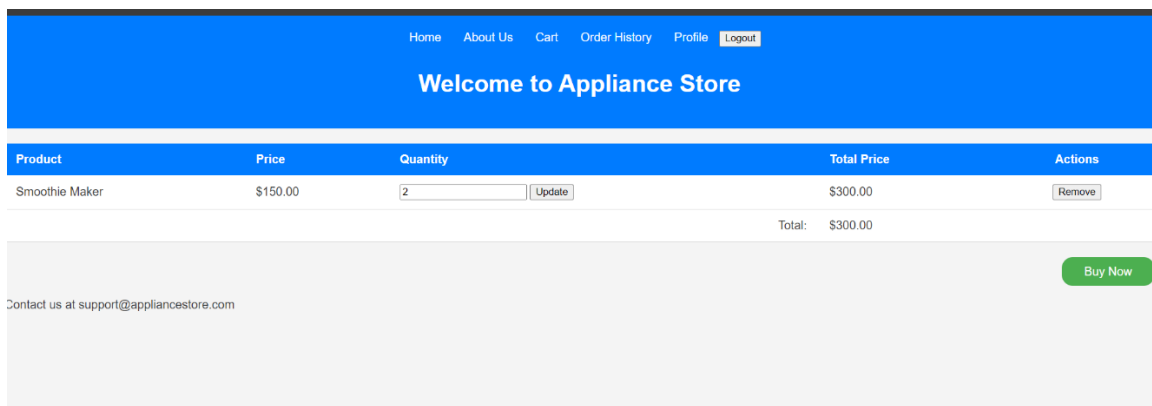 Home About Us Cart Order History Profile Logout
Welcome to Appliance Store
Product Price Quantity Total Price Actions
Smoothie Maker $150.00 2 Update $300.00 Remove
Total: $300.00
Buy Now
Contact us at support@appliancestore.com